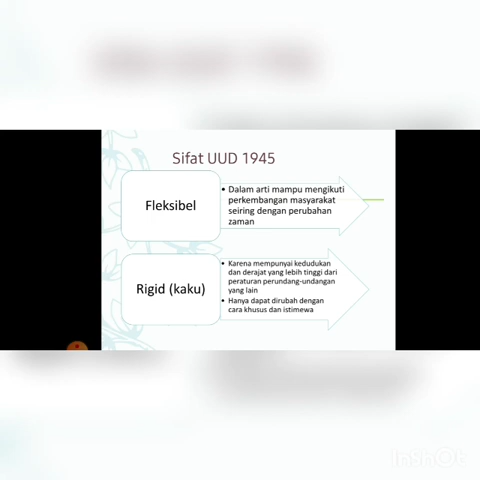 Sifat UUD 1945
Fleksibel
• Dalam arti mampu mengikuti
perkembangan masyarakat
seiring dengan perubahan
zaman
Rigid (kaku)
• Karena mempunyai kedudukan
dan derajat yang lebih tinggi dari
peraturan perundang-undangan
yang lain
• Hanya dapat dirubah dengan
cara khusus dan istimewa
InShOt